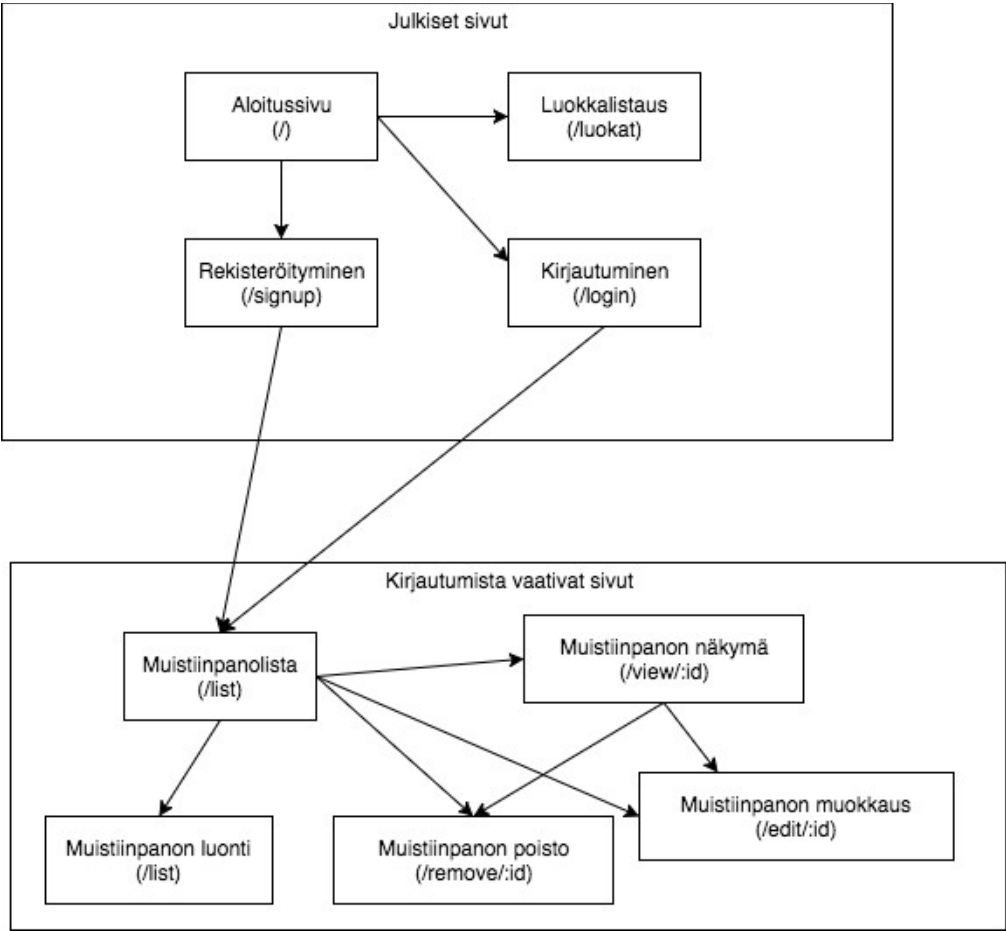 Julkiset sivut
Aloitussivu
(/)
Luokkalistaus
(/luokat)
Rekisteröityminen
(/signup)
Kirjautuminen
(/login)
Kirjautumista vaativat sivut
Muistiinpanolista
(/list)
Muistiinpanon näkymä
(/view/:id)
Muistiinpanon luonti
(/list)
Muistiinpanon poisto
(/remove/:id)
Muistiinpanon muokkaus
(/edit/:id)